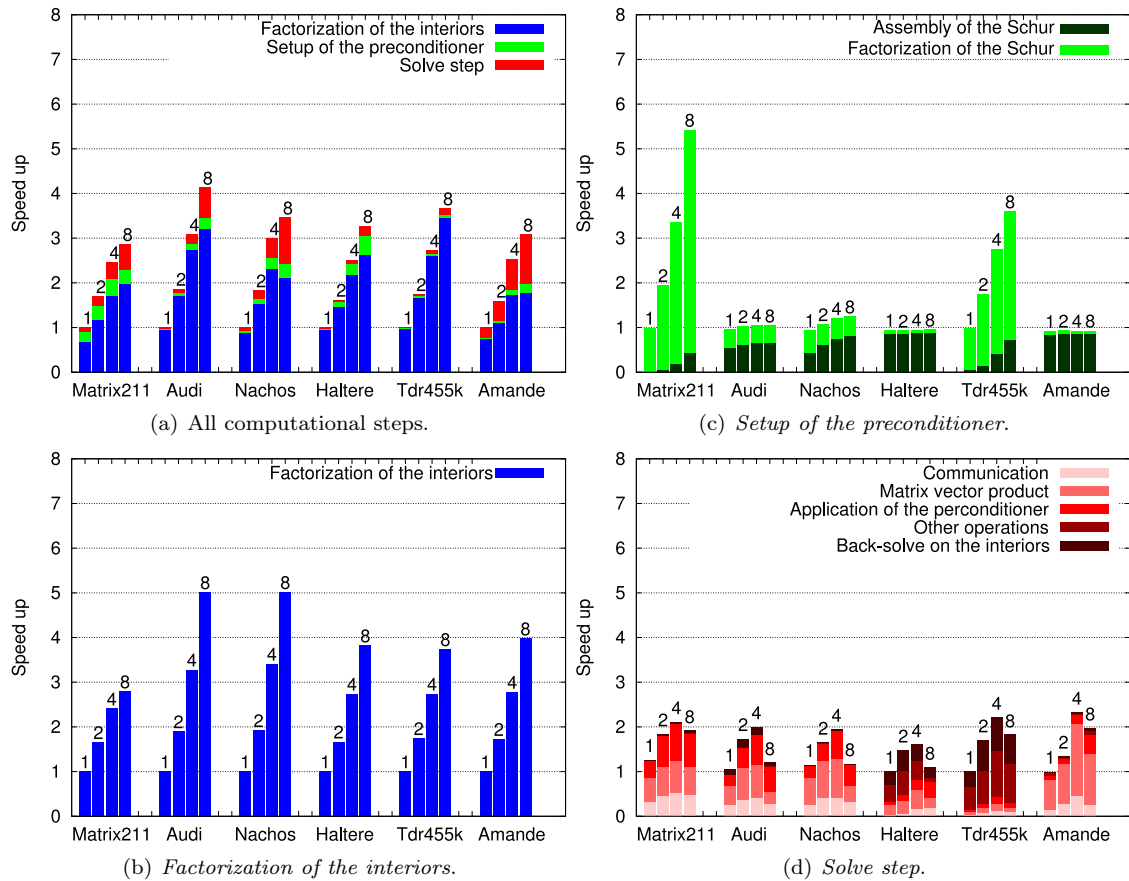 8
7
6
5
4
3
2
1
0
Speed up
Factorization of the interiors
Setup of the preconditioner
Solve step
1 2 4 8
1 2 4 8
1 2 4 8
1 2 4 8
1 2 4 8
1 2 4 8
Matrix211 Audi Nachos Haltere Tdr455k Amande
(a) All computational steps.
8
7
6
5
4
3
2
1
0
Speed up
Assembly of the Schur
Factorization of the Schur
1 2 4 8
1 2 4 8
1 2 4 8
1 2 4 8
1 2 4 8
1 2 4 8
Matrix211 Audi Nachos Haltere Tdr455k Amande
(c) Setup of the preconditioner.
8
7
6
5
4
3
2
1
0
Speed up
Factorization of the interiors
1 2 4 8
1 2 4 8
1 2 4 8
1 2 4 8
1 2 4 8
1 2 4 8
Matrix211 Audi Nachos Haltere Tdr455k Amande
(b) Factorization of the interiors.
8
7
6
5
4
3
2
1
0
Speed up
Communication
Matrix vector product
Application of the perconditioner
Other operations
Back-solve on the interiors
1 2 4 8
1 2 4 8
1 2 4 8
1 2 4 8
1 2 4 8
1 2 4 8
Matrix211 Audi Nachos Haltere Tdr455k Amande
(d) Solve step.